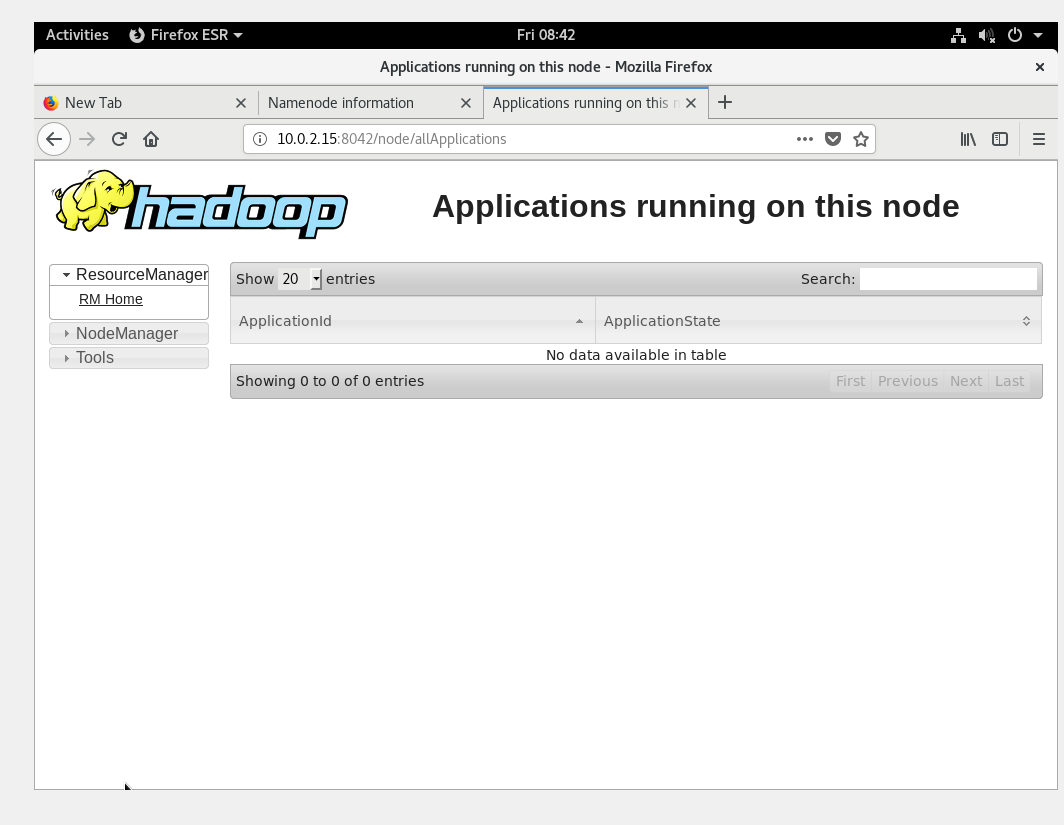 Activities Firefox ESR Fri 08:42
Applications running on this node - Mozilla Firefox
New Tab Namenode information Applications running on this n
10.0.2.15:8042/node/allApplications
hadoop
Applications running on this node
ResourceManager
RM Home
NodeManager
Tools
Show 20 entries Search:
ApplicationId ApplicationState
No data available in table
Showing 0 to 0 of 0 entries First Previous Next Last